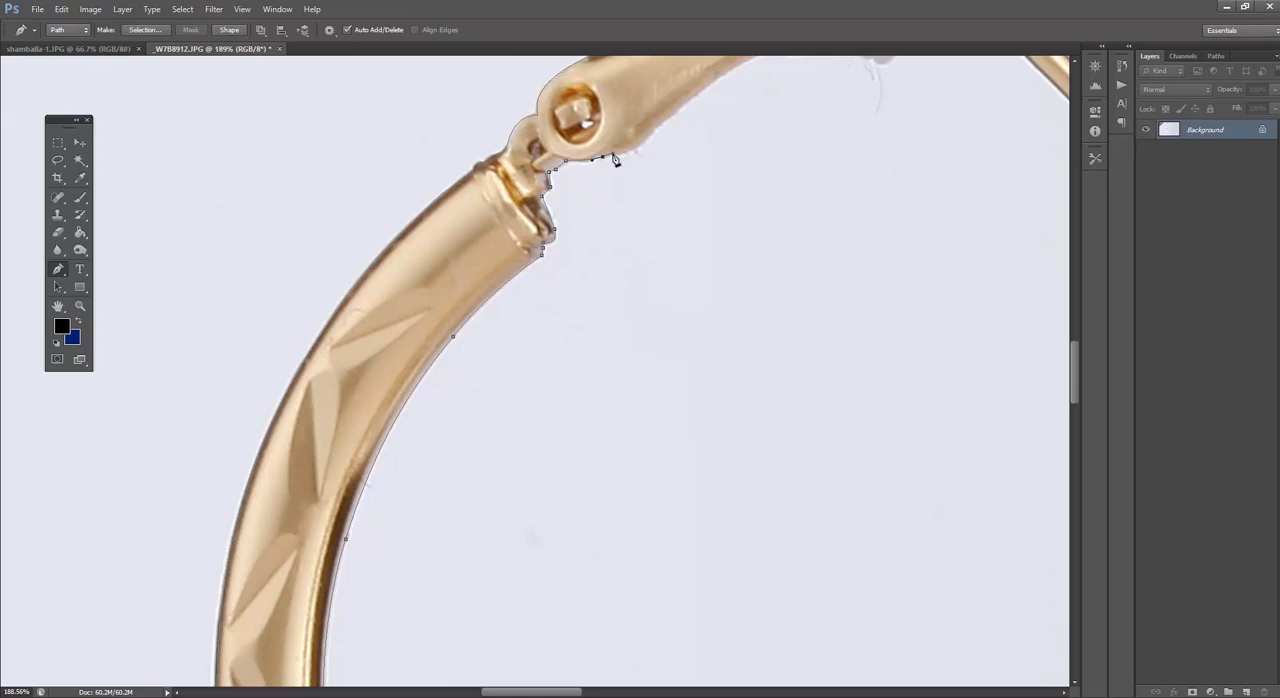 Ps File Edit Image Layer Type Select Filter View Window Help
Path Make: Selection... Mask Shape Auto Add/Delete Align Edges Essentials
shamballa-1.JPG @ 66.7% (RGB/8#) × _W7B8912.JPG @ 189% (RGB/8*) * ×
Layers Channels Paths
Kind
Normal Opacity: 100%
Lock: Fill: 100%
Background
T
A
188.56% Doc: 60.2M/60.2M